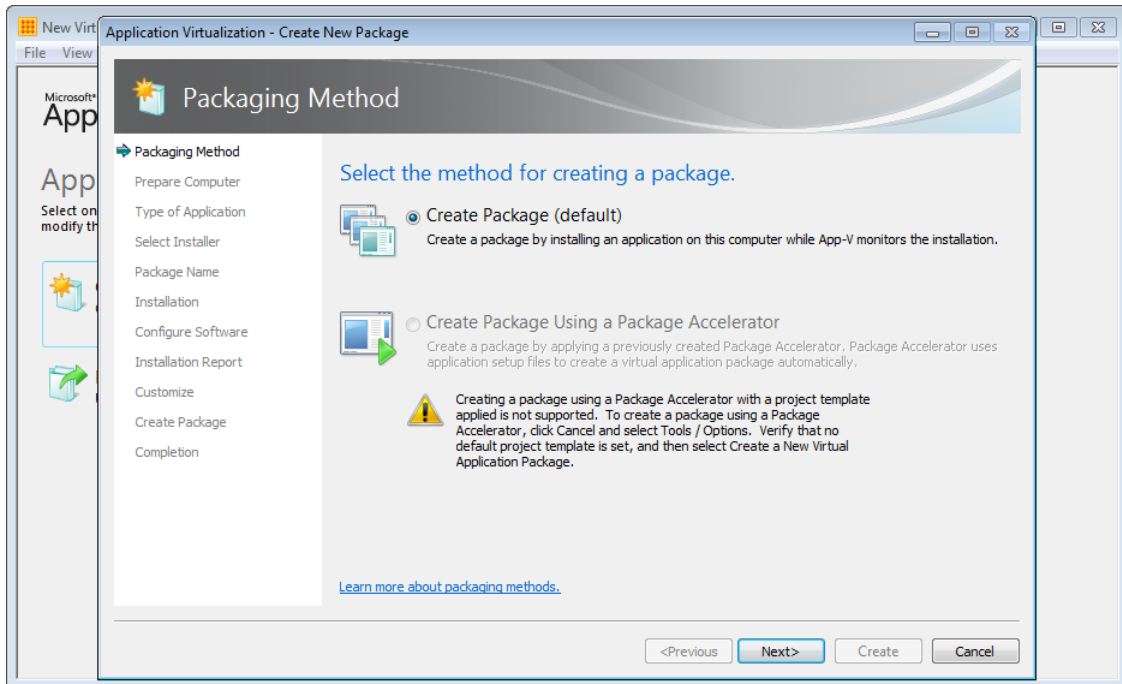 New Virt
File View
Application Virtualization - Create New Package
Microsoft*
App
App
Select on
modify th
Packaging Method
Packaging Method
Prepare Computer
Type of Application
Select Installer
Package Name
Installation
Configure Software
Installation Report
Customize
Create Package
Completion
Select the method for creating a package.
Create Package (default)
Create a package by installing an application on this computer while App-V monitors the installation.
Create Package Using a Package Accelerator
Create a package by applying a previously created Package Accelerator. Package Accelerator uses
application setup files to create a virtual application package automatically.
Creating a package using a Package Accelerator with a project template
applied is not supported. To create a package using a Package
Accelerator, click Cancel and select Tools / Options. Verify that no
default project template is set, and then select Create a New Virtual
Application Package.
Learn more about packaging methods.
<Previous Next> Create Cancel